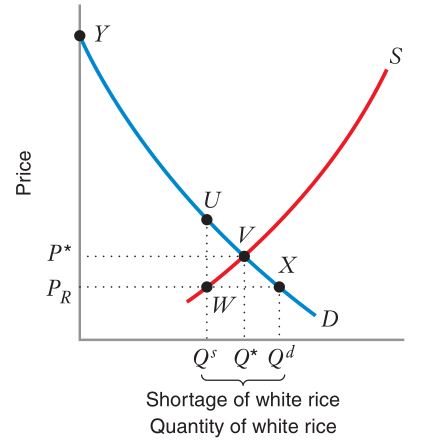 Y
S
U
V
P*
X
P_R
W
D
Price
Q^s Q* Q^d
Shortage of white rice
Quantity of white rice